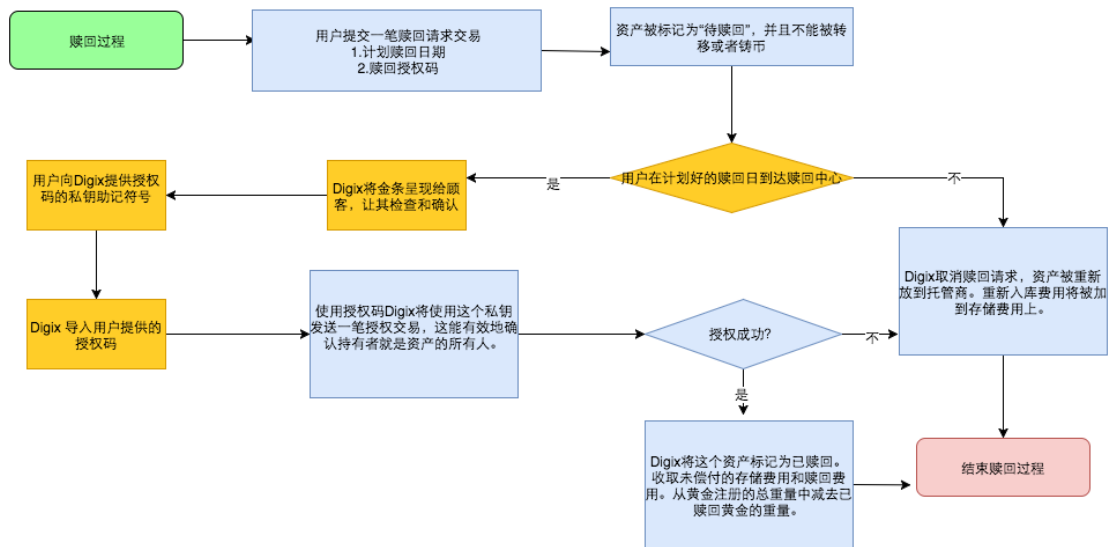 赎回过程
用户提交一笔赎回请求交易
1.计划赎回日期
2.赎回授权码
资产被标记为“待赎回”，并且不能被转
移或者铸币
用户在计划好的赎回日到达赎回中心
是
不
Digix将金条呈现给顾
客，让其检查和确认
用户向Digix提供授权
码的私钥助记符号
Digix 导入用户提供的
授权码
使用授权码Digix将使用这个私钥
发送一笔授权交易，这能有效地确
认持有者就是资产的所有人。
授权成功?
不
是
Digix取消赎回请求，资产被重新
放到托管商。重新入库费用将被加
到存储费用上。
Digix将这个资产标记为已赎回。
收取未偿付的存储费用和赎回费
用。从黄金注册的总重量中减去已
赎回黄金的重量。
结束赎回过程